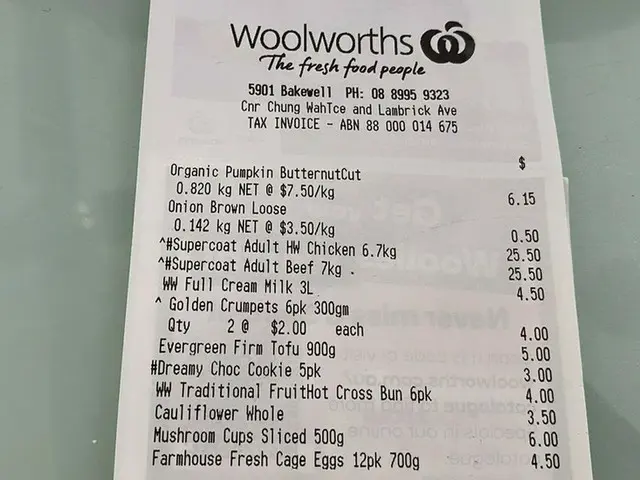 Woolworths
The fresh food people
5901 Bakewell PH: 08 8995 9323
Cnr Chung WahTce and Lambrick Ave
TAX INVOICE - ABN 88 000 014 675
$
Organic Pumpkin ButternutCut
0.820 kg NET @ $7.50/kg 6.15
Onion Brown Loose
0.142 kg NET @ $3.50/kg 0.50
^#Supercoat Adult HW Chicken 6.7kg 25.50
^#Supercoat Adult Beef 7kg . 25.50
WW Full Cream Milk 3L 4.50
^ Golden Crumpets 6pk 300gm
Qty 2 @ $2.00 each 4.00
Evergreen Firm Tofu 900g 5.00
#Dreamy Choc Cookie 5pk 3.00
WW Traditional FruitHot Cross Bun 6pk 4.00
Cauliflower Whole 3.50
Mushroom Cups Sliced 500g 6.00
Farmhouse Fresh Cage Eggs 12pk 700g 4.50